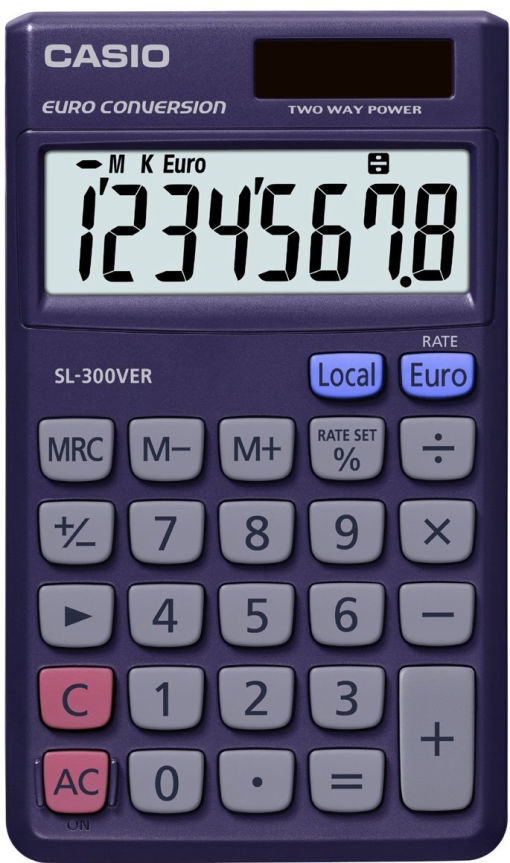 CASIO
EURO CONVERSION TWO WAY POWER
− M K Euro ÷
1'234'567.8
RATE
SL-300VER Local Euro
MRC M− M+ RATE SET % ÷
+/− 7 8 9 ×
► 4 5 6 −
C 1 2 3
+
AC 0 · =
ON